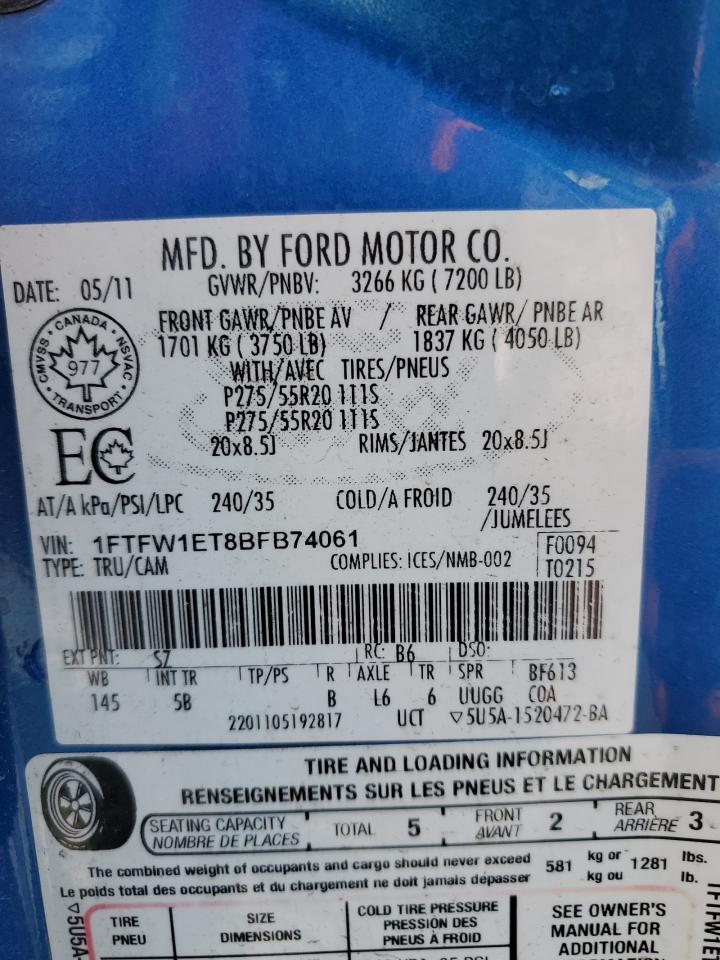 MFD. BY FORD MOTOR CO.
DATE: 05/11
GVWR/PNBV: 3266 KG ( 7200 LB)
FRONT GAWR/PNBE AV / REAR GAWR/ PNBE AR
1701 KG ( 3750 LB) 1837 KG ( 4050 LB)
WITH/AVEC TIRES/PNEUS
P275/55R20 111S
P275/55R20 111S
20x8.5J RIMS/JANTES 20x8.5J
CMVSS • CANADA • NSVAC • TRANSPORT •
977
EC
AT/A kPa/PSI/LPC 240/35 COLD/A FROID 240/35
/JUMELEES
VIN: 1FTFW1ET8BFB74061
TYPE: TRU/CAM COMPLIES: ICES/NMB-002
F0094
T0215
EXT PNT: SZ RC: B6 DSO:
WB INT TR TP/PS R AXLE TR SPR BF613
145 5B B L6 6 UUGG COA
2201105192817 UCT ▽5U5A-1520472-BA
TIRE AND LOADING INFORMATION
RENSEIGNEMENTS SUR LES PNEUS ET LE CHARGEMENT
SEATING CAPACITY
NOMBRE DE PLACES
TOTAL 5
FRONT
AVANT
2
REAR
ARRIÈRE
3
The combined weight of occupants and cargo should never exceed 581 kg or 1281 lbs.
Le poids total des occupants et du chargement ne doit jamais dépasser kg ou lb.
TIRE
PNEU
SIZE
DIMENSIONS
COLD TIRE PRESSURE
PRESSION DES
PNEUS À FROID
SEE OWNER'S
MANUAL FOR
ADDITIONAL
▽5U5A-